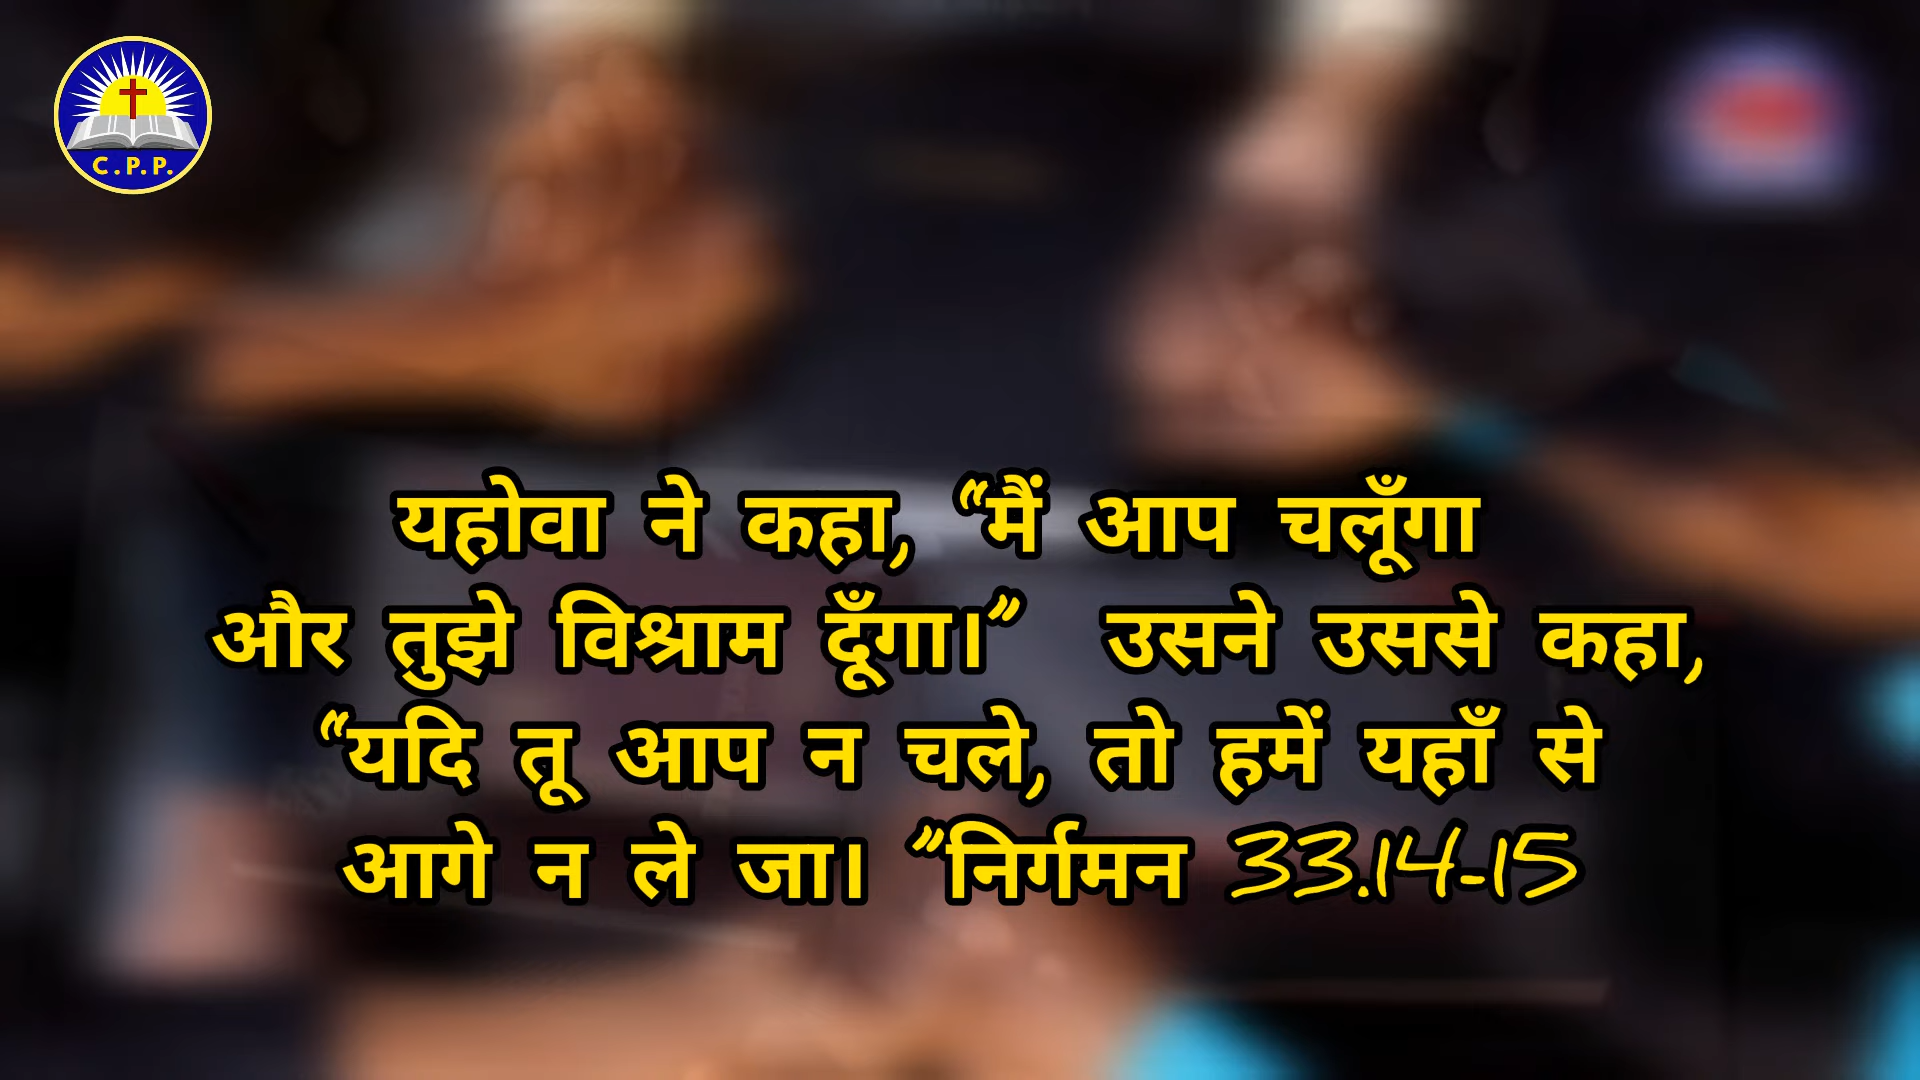 C.P.P.
यहोवा ने कहा, “मैं आप चलूँगा
और तुझे विश्राम दूँगा।” उसने उससे कहा,
“यदि तू आप न चले, तो हमें यहाँ से
आगे न ले जा। ”निर्गमन 33.14-15